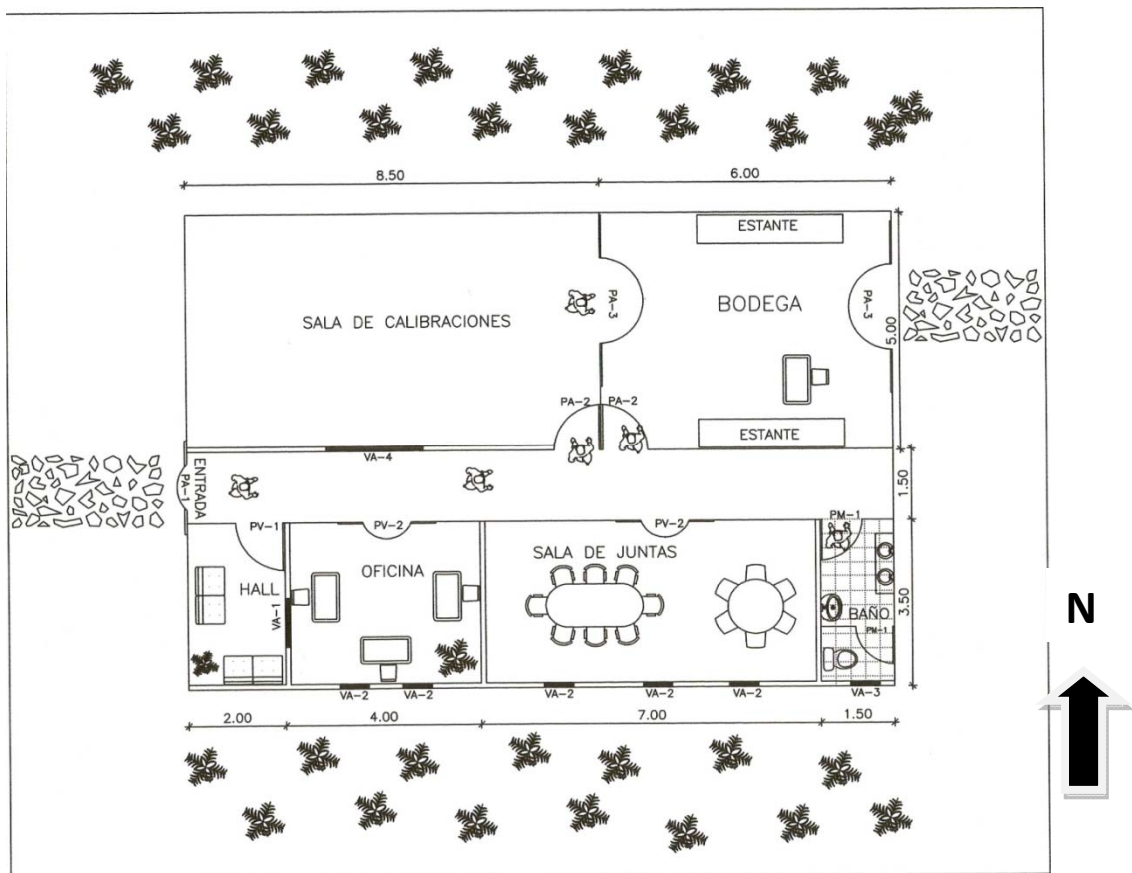 8.50
6.00
ESTANTE
SALA DE CALIBRACIONES
PA-3
BODEGA
PA-3
5.00
PA-2
PA-2
ESTANTE
VA-4
ENTRADA
PA-1
1.50
PV-1
PV-2
PV-2
PM-1
SALA DE JUNTAS
OFICINA
HALL
VA-1
BAÑO
PM-1
3.50
N
VA-2
VA-2
VA-2
VA-2
VA-2
VA-3
2.00
4.00
7.00
1.50